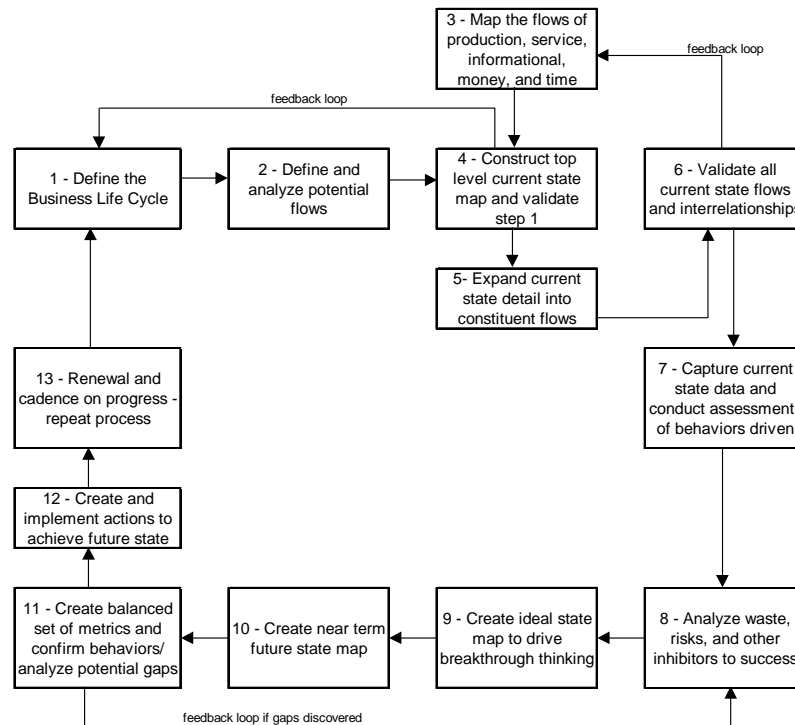 3 - Map the flows of
production, service,
informational,
money, and time
feedback loop
feedback loop
1 - Define the
Business Life Cycle
2 - Define and
analyze potential
flows
4 - Construct top
level current state
map and validate
step 1
6 - Validate all
current state flows
and interrelationships
5- Expand current
state detail into
constituent flows
7 - Capture current
state data and
conduct assessment
of behaviors driven
13 - Renewal and
cadence on progress -
repeat process
12 - Create and
implement actions to
achieve future state
11 - Create balanced
set of metrics and
confirm behaviors/
analyze potential gaps
10 - Create near term
future state map
9 - Create ideal state
map to drive
breakthrough thinking
8 - Analyze waste,
risks, and other
inhibitors to success
feedback loop if gaps discovered